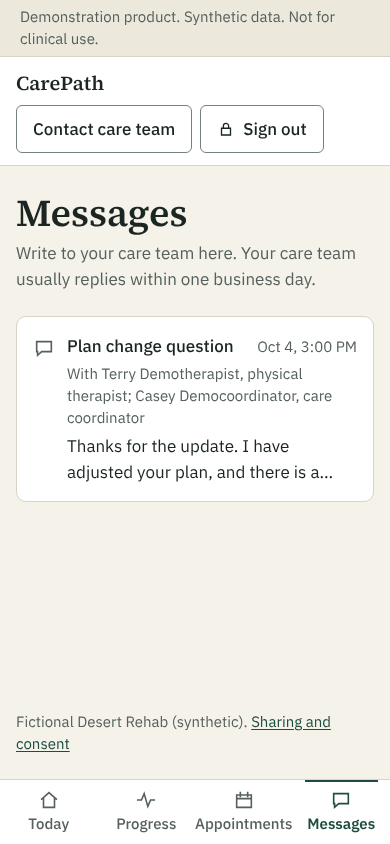 Demonstration product. Synthetic data. Not for
clinical use.
CarePath
Contact care team
Sign out
Messages
Write to your care team here. Your care team
usually replies within one business day.
Plan change question Oct 4, 3:00 PM
With Terry Demotherapist, physical
therapist; Casey Democoordinator, care
coordinator
Thanks for the update. I have
adjusted your plan, and there is a...
Fictional Desert Rehab (synthetic). Sharing and
consent
Today
Progress
Appointments
Messages